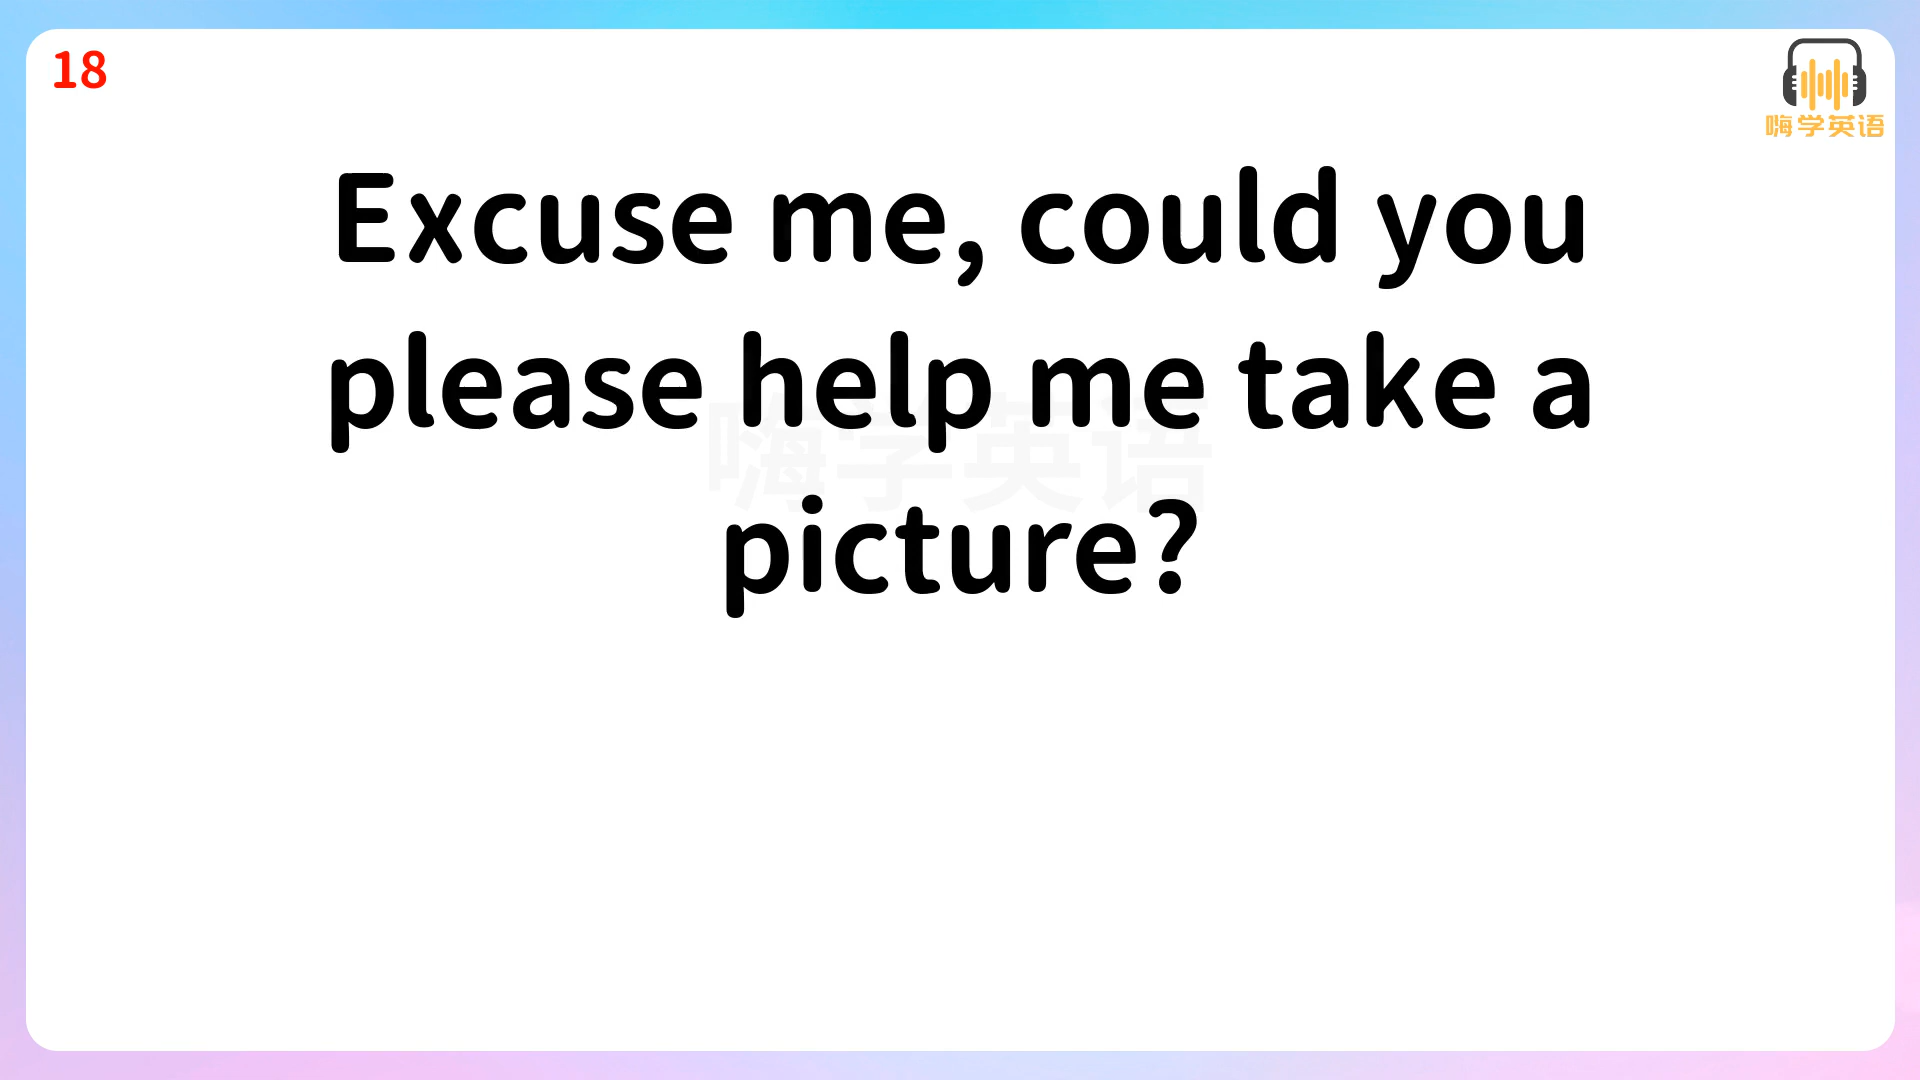 18
嗨学英语
Excuse me, could you
please help me take a
嗨学英语
picture?